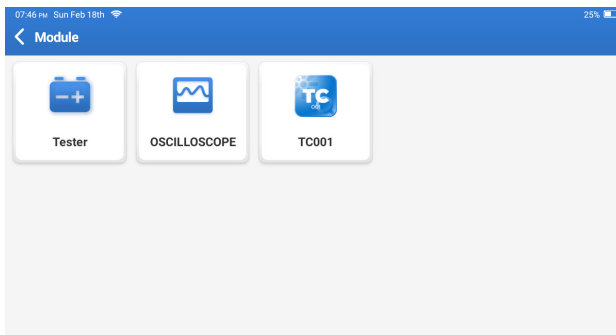 07:46 PM Sun Feb 18th 25%
Module
TC
Tester
OSCILLOSCOPE
TC001